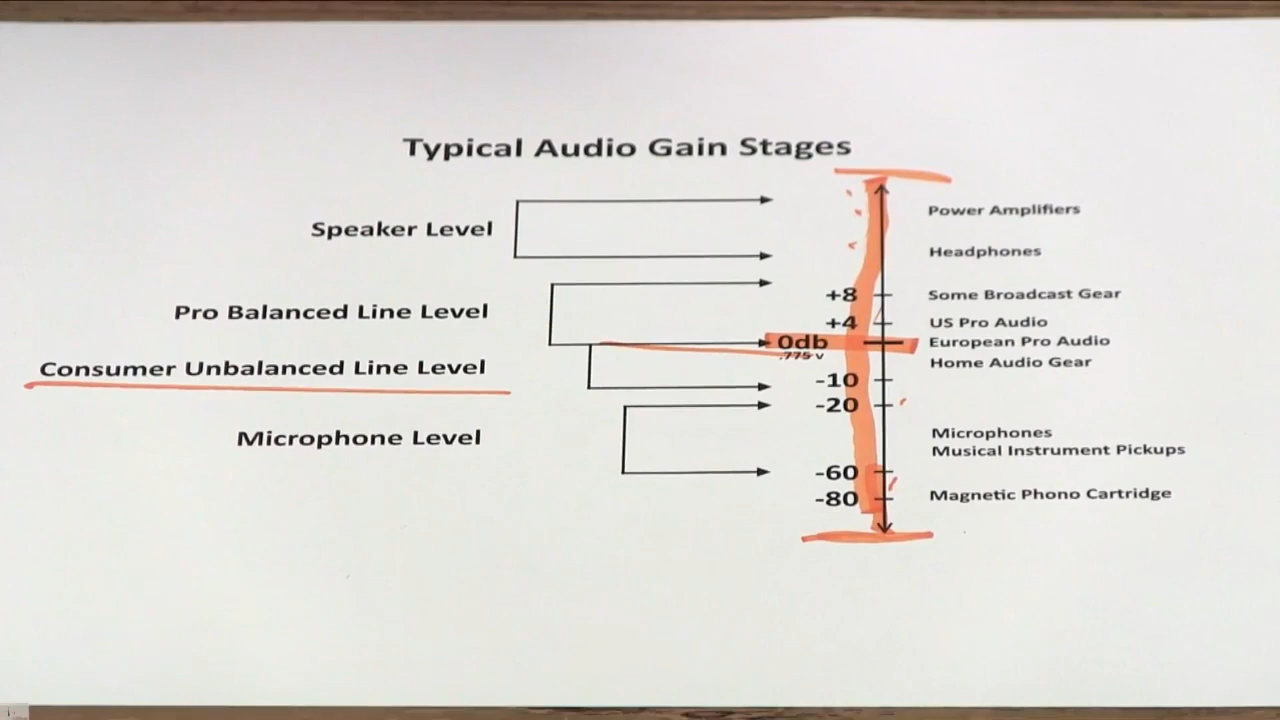 Typical Audio Gain Stages
Speaker Level
Pro Balanced Line Level
Consumer Unbalanced Line Level
Microphone Level
+8
+4
0db
.775 v
-10
-20
-60
-80
Power Amplifiers
Headphones
Some Broadcast Gear
US Pro Audio
European Pro Audio
Home Audio Gear
Microphones
Musical Instrument Pickups
Magnetic Phono Cartridge